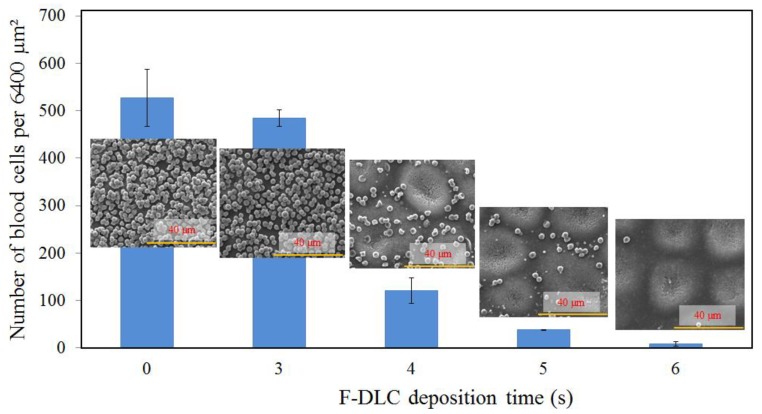 Number of blood cells per 6400 μm²
700
600
500
400
300
200
100
0
40 μm
40 μm
40 μm
40 μm
40 μm
0 3 4 5 6
F-DLC deposition time (s)